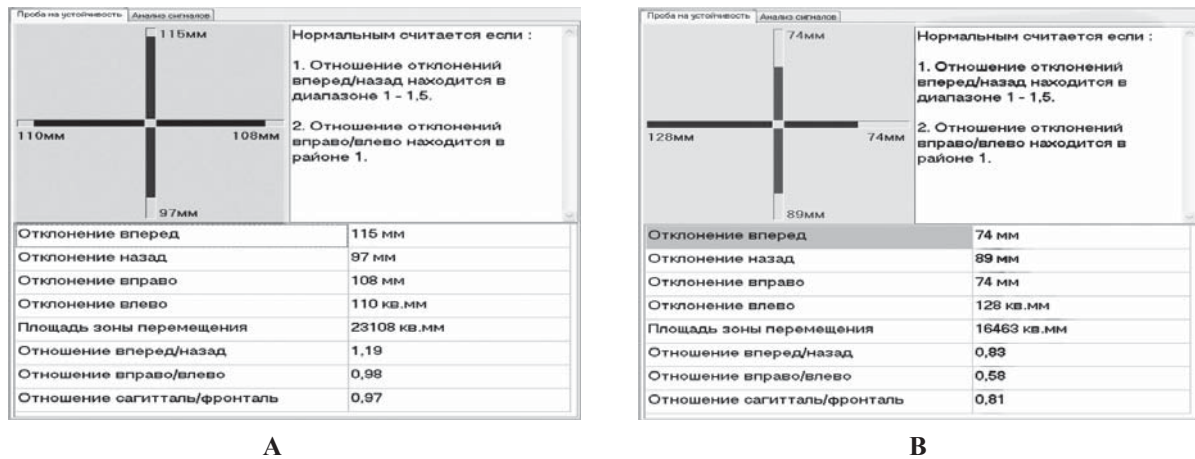 Проба на устойчивость Анализ сигналов
115мм
110мм
108мм
97мм
Нормальным считается если :
1. Отношение отклонений
вперед/назад находится в
диапазоне 1 - 1,5.
2. Отношение отклонений
вправо/влево находится в
районе 1.
Отклонение вперед 115 мм
Отклонение назад 97 мм
Отклонение вправо 108 мм
Отклонение влево 110 кв.мм
Площадь зоны перемещения 23108 кв.мм
Отношение вперед/назад 1,19
Отношение вправо/влево 0,98
Отношение сагитталь/фронталь 0,97
A
Проба на устойчивость Анализ сигналов
74мм
128мм
74мм
89мм
Нормальным считается если :
1. Отношение отклонений
вперед/назад находится в
диапазоне 1 - 1,5.
2. Отношение отклонений
вправо/влево находится в
районе 1.
Отклонение вперед 74 мм
Отклонение назад 89 мм
Отклонение вправо 74 мм
Отклонение влево 128 кв.мм
Площадь зоны перемещения 16463 кв.мм
Отношение вперед/назад 0,83
Отношение вправо/влево 0,58
Отношение сагитталь/фронталь 0,81
B